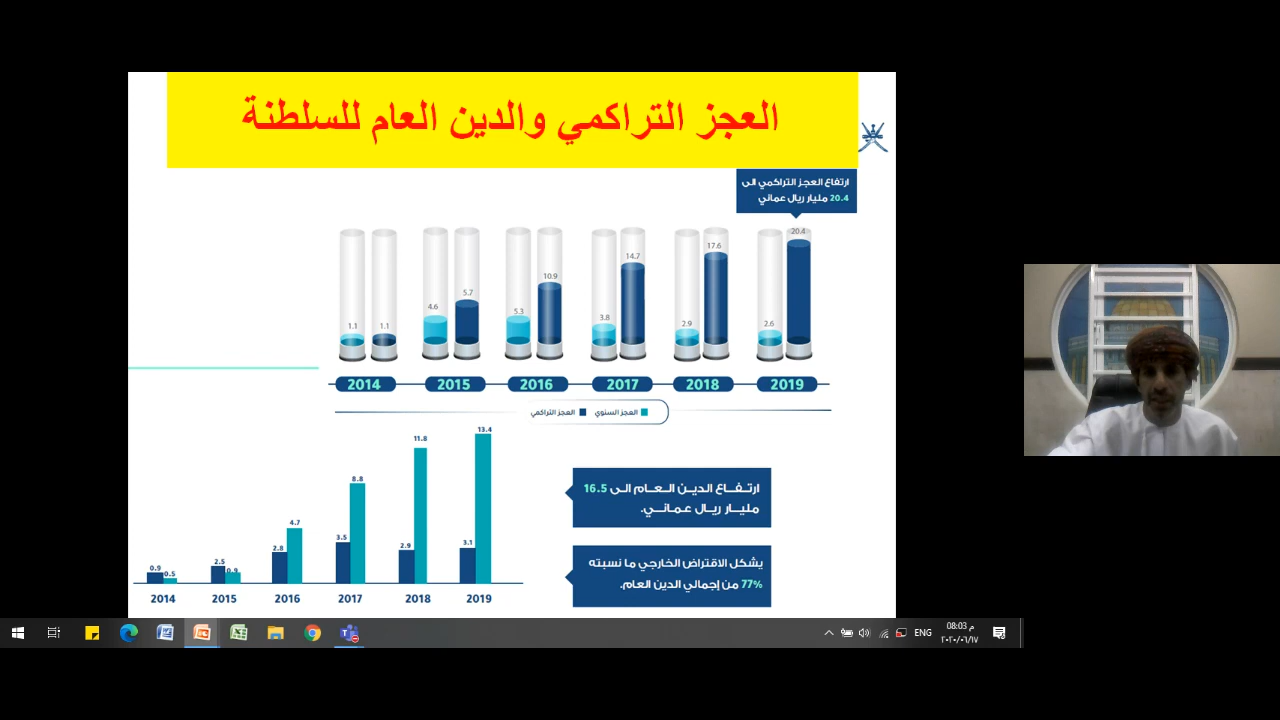 العجز التراكمي والدين العام للسلطنة
ارتفاع العجز التراكمي الى
20.4 مليار ريال عماني
1.1 1.1 4.6 5.7 5.3 10.9 3.8 14.7 2.9 17.6 2.6 20.4
2014 2015 2016 2017 2018 2019
العجز السنوي العجز التراكمي
0.9 0.5 2.5 0.9 2.8 4.7 3.5 8.8 2.9 11.8 3.1 13.4
2014 2015 2016 2017 2018 2019
ارتفاع الدين العام الى 16.5
مليار ريال عماني.
يشكل الاقتراض الخارجي ما نسبته
77% من إجمالي الدين العام.
ENG
08:03 م
٢٠٢٠/٠٦/١٧